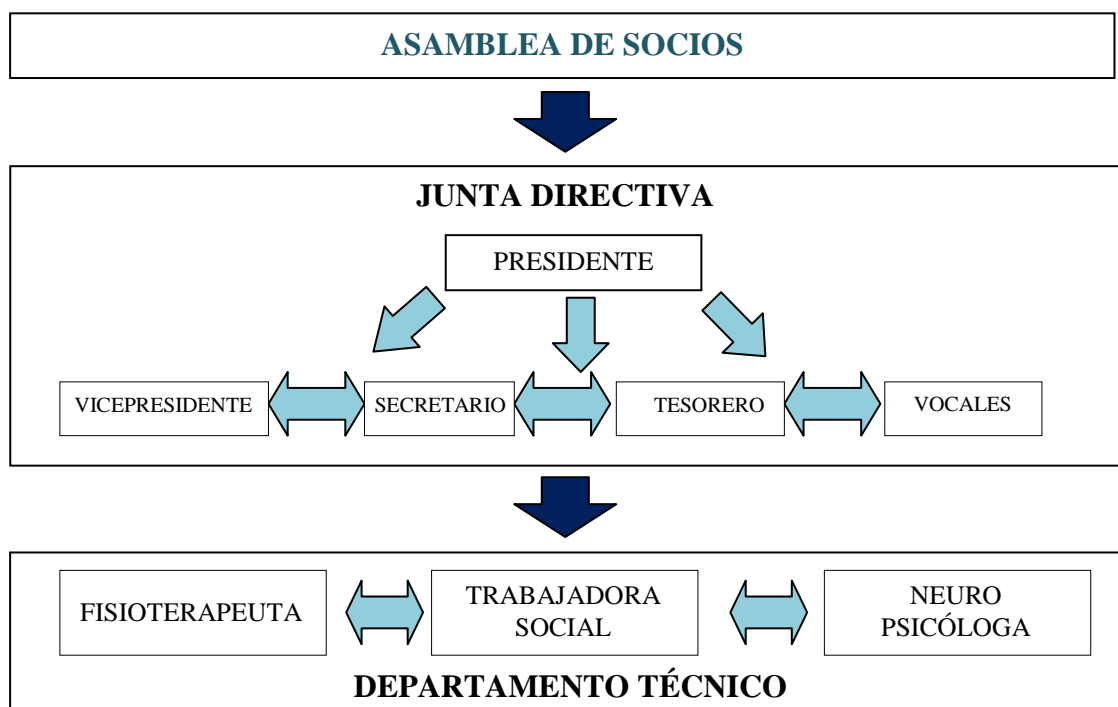 ASAMBLEA DE SOCIOS
JUNTA DIRECTIVA
PRESIDENTE
VICEPRESIDENTE
SECRETARIO
TESORERO
VOCALES
FISIOTERAPEUTA
TRABAJADORA
SOCIAL
NEURO
PSICÓLOGA
DEPARTAMENTO TÉCNICO